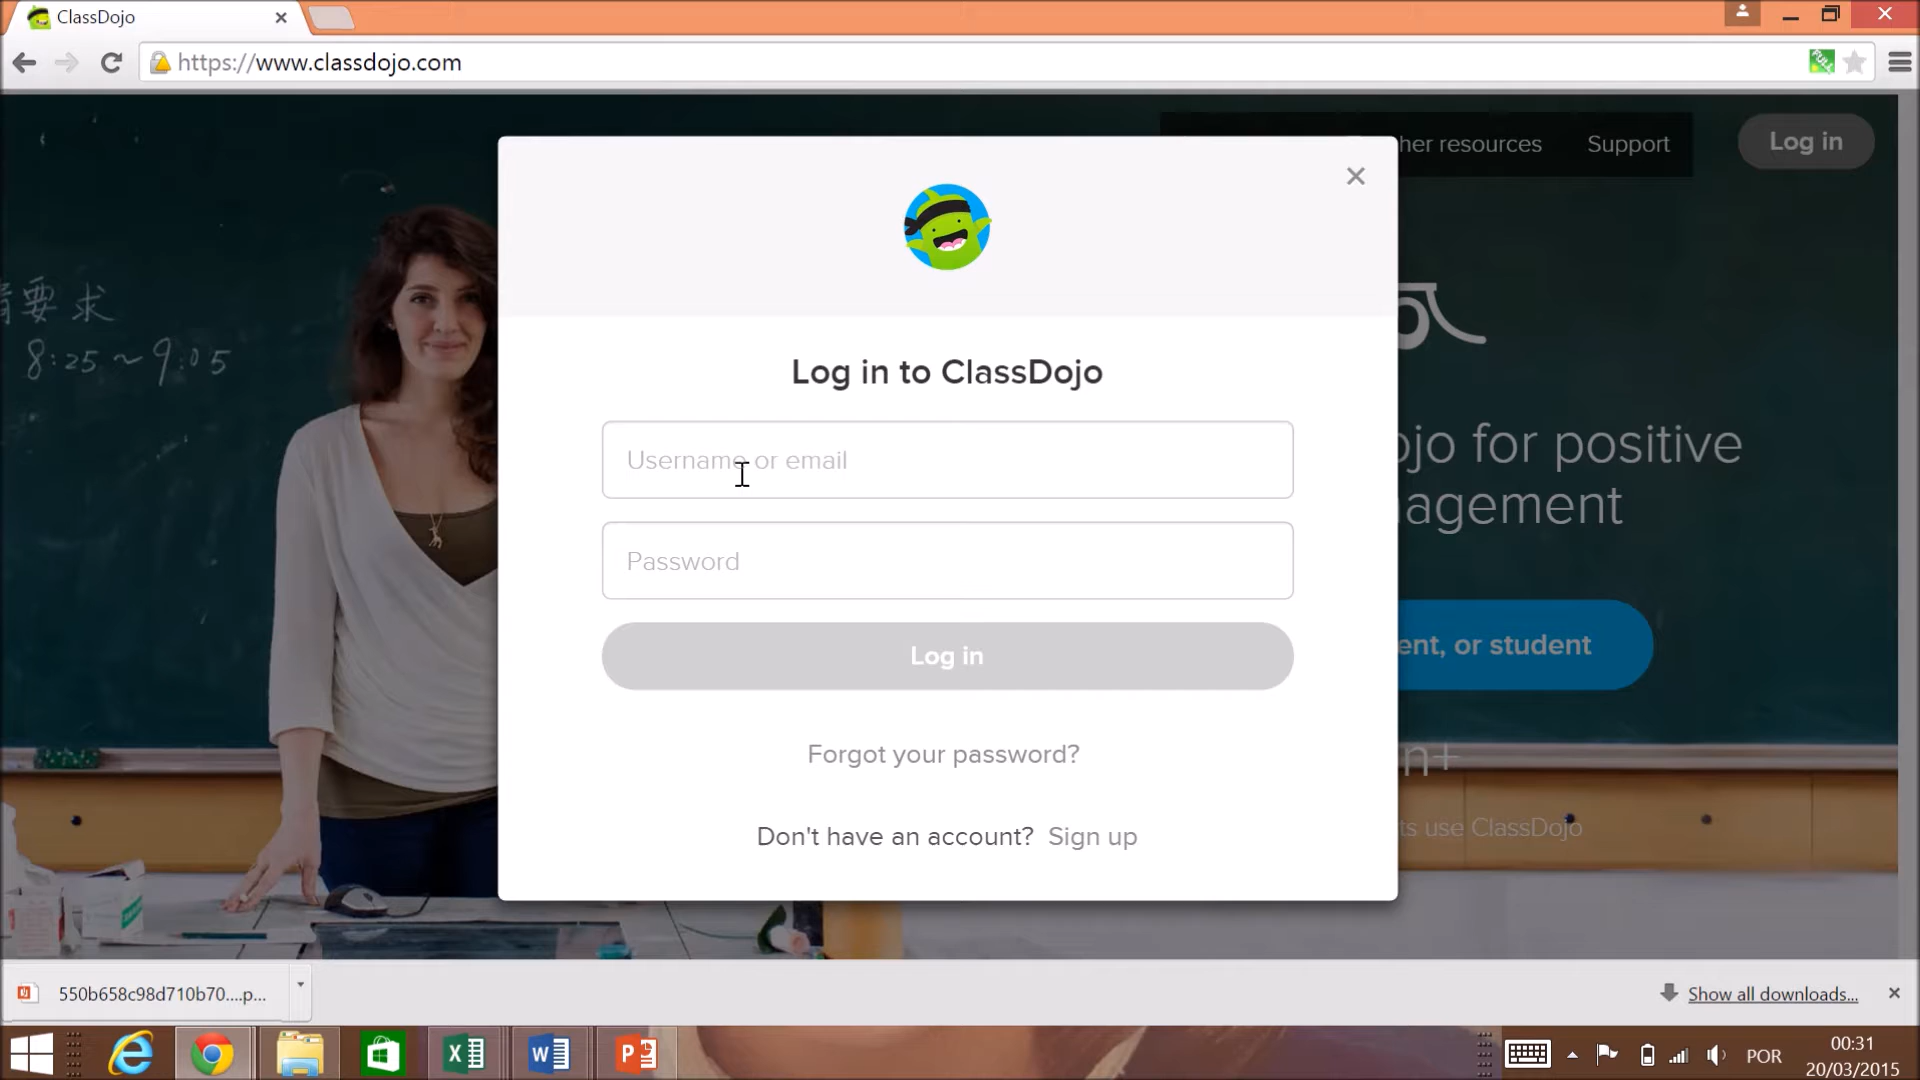 ClassDojo
https://www.classdojo.com
her resources
Support
Log in
要求
8:25~9:05
Log in to ClassDojo
Username or email
Password
Log in
Forgot your password?
Don't have an account? Sign up
ojo for positive
agement
ent, or student
n+
ts use ClassDojo
550b658c98d710b70....p...
Show all downloads...
POR
00:31
20/03/2015